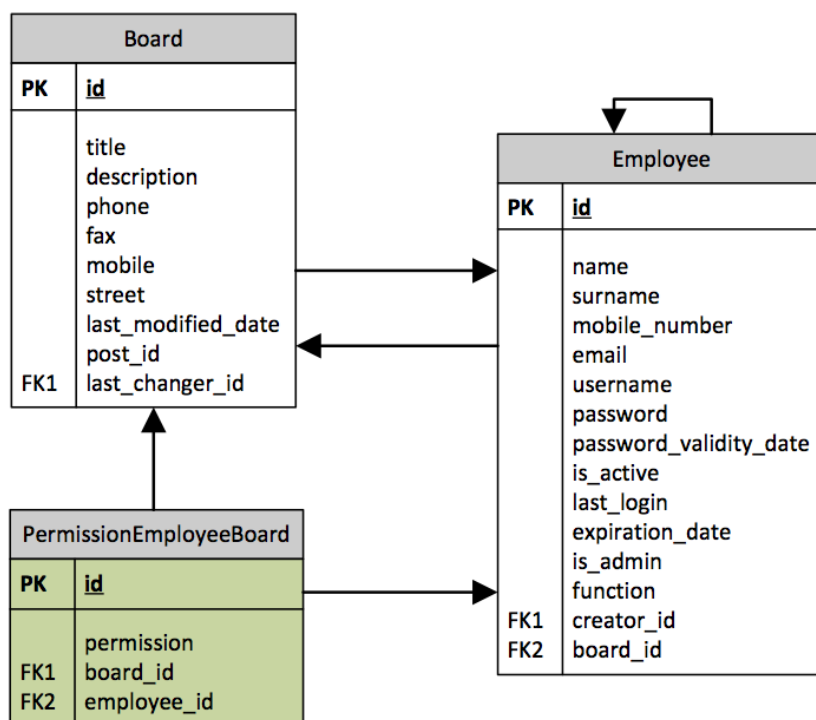 Board
PK id
title
description
phone
fax
mobile
street
last_modified_date
post_id
FK1 last_changer_id
Employee
PK id
name
surname
mobile_number
email
username
password
password_validity_date
is_active
last_login
expiration_date
is_admin
function
FK1 creator_id
FK2 board_id
PermissionEmployeeBoard
PK id
permission
FK1 board_id
FK2 employee_id